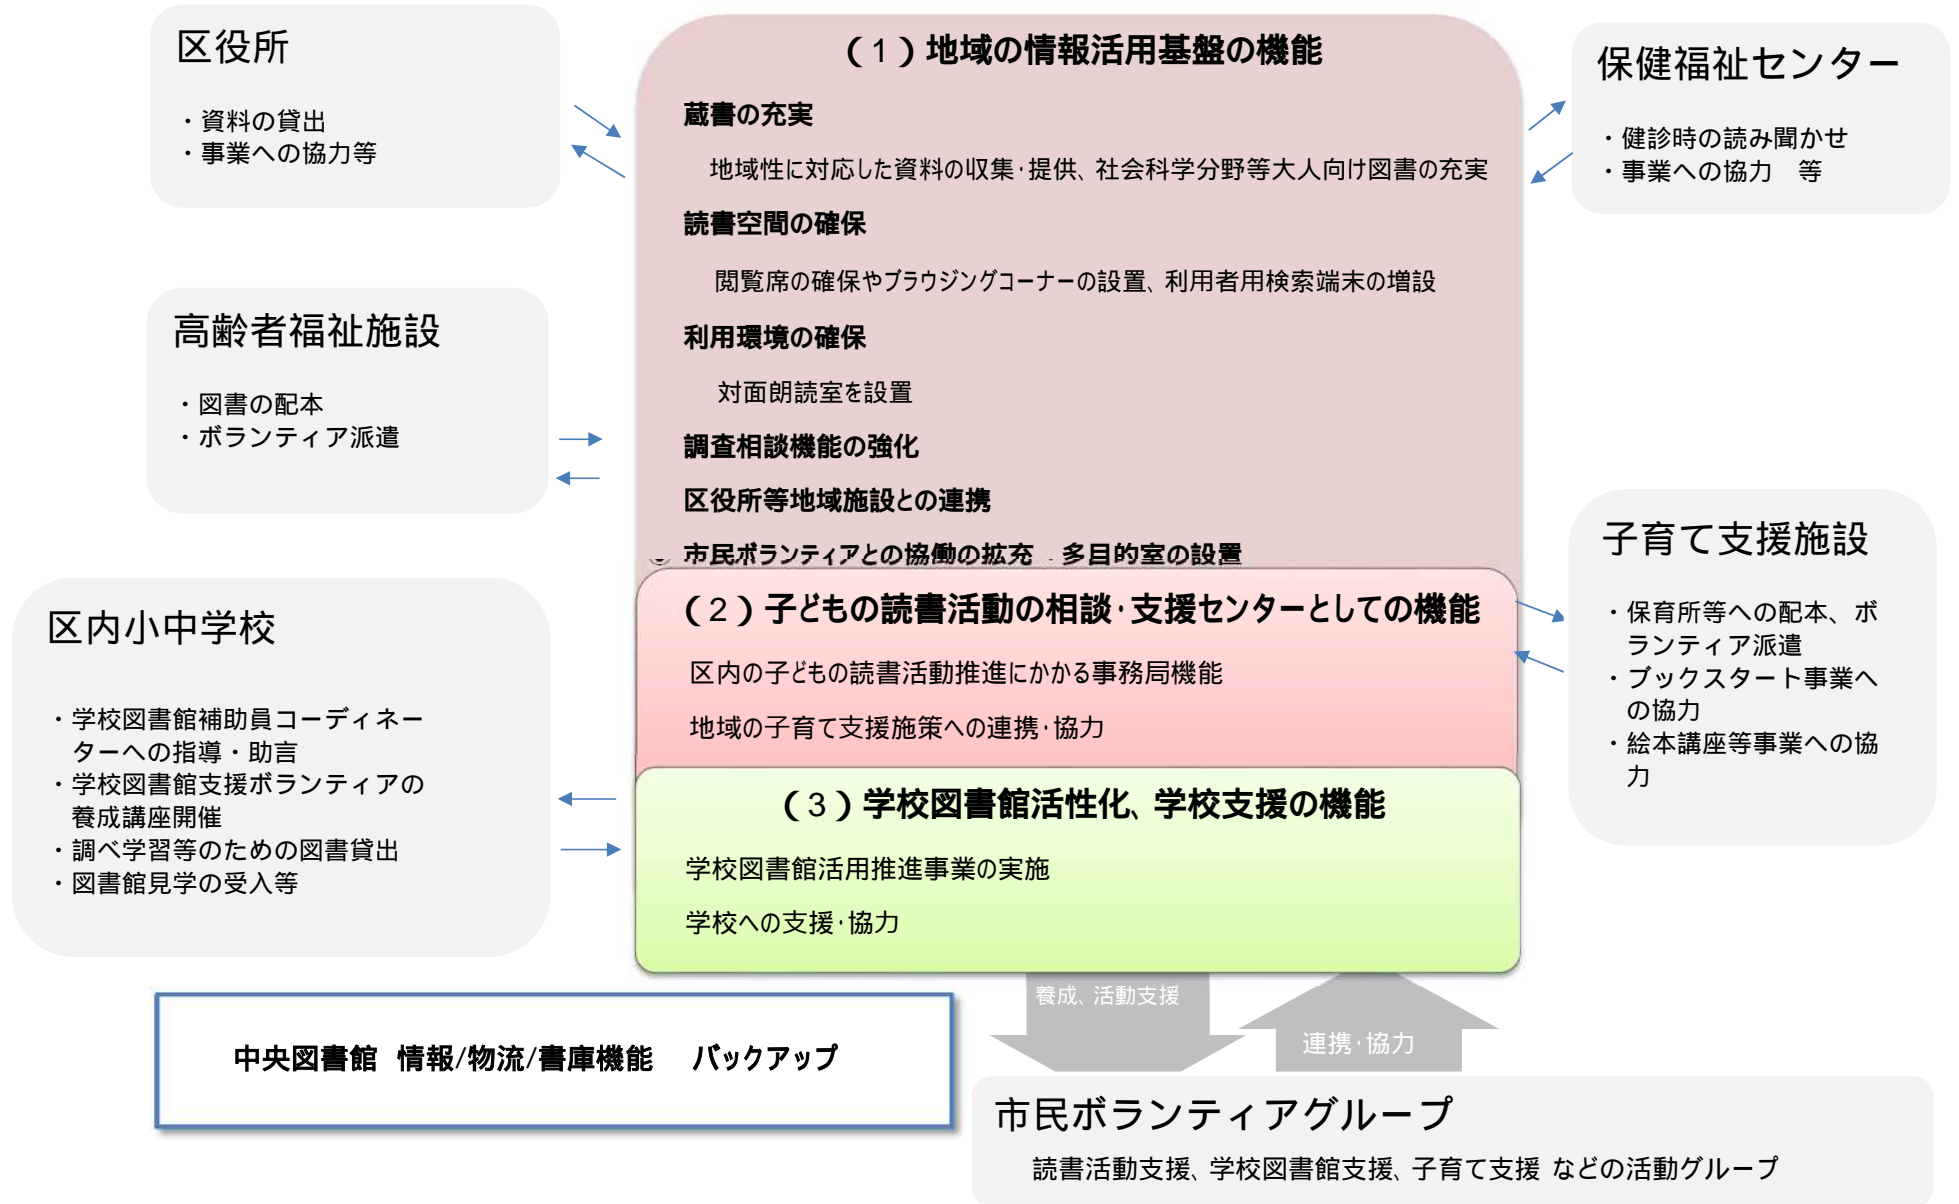 区役所
・資料の貸出
・事業への協力等
高齢者福祉施設
・図書の配本
・ボランティア派遣
区内小中学校
・学校図書館補助員コーディネー
ターへの指導・助言
・学校図書館支援ボランティアの
養成講座開催
・調べ学習等のための図書貸出
・図書館見学の受入等
（1）地域の情報活用基盤の機能
蔵書の充実
地域性に対応した資料の収集・提供、社会科学分野等大人向け図書の充実
読書空間の確保
閲覧席の確保やブラウジングコーナーの設置、利用者用検索端末の増設
利用環境の確保
対面朗読室を設置
調査相談機能の強化
区役所等地域施設との連携
市民ボランティアとの協働の拡充 多目的室の設置
（2）子どもの読書活動の相談・支援センターとしての機能
区内の子どもの読書活動推進にかかる事務局機能
地域の子育て支援施策への連携・協力
（3）学校図書館活性化、学校支援の機能
学校図書館活用推進事業の実施
学校への支援・協力
保健福祉センター
・健診時の読み聞かせ
・事業への協力　等
子育て支援施設
・保育所等への配本、ボ
ランティア派遣
・ブックスタート事業へ
の協力
・絵本講座等事業への協
力
養成、活動支援
連携・協力
中央図書館 情報/物流/書庫機能　バックアップ
市民ボランティアグループ
読書活動支援、学校図書館支援、子育て支援 などの活動グループ